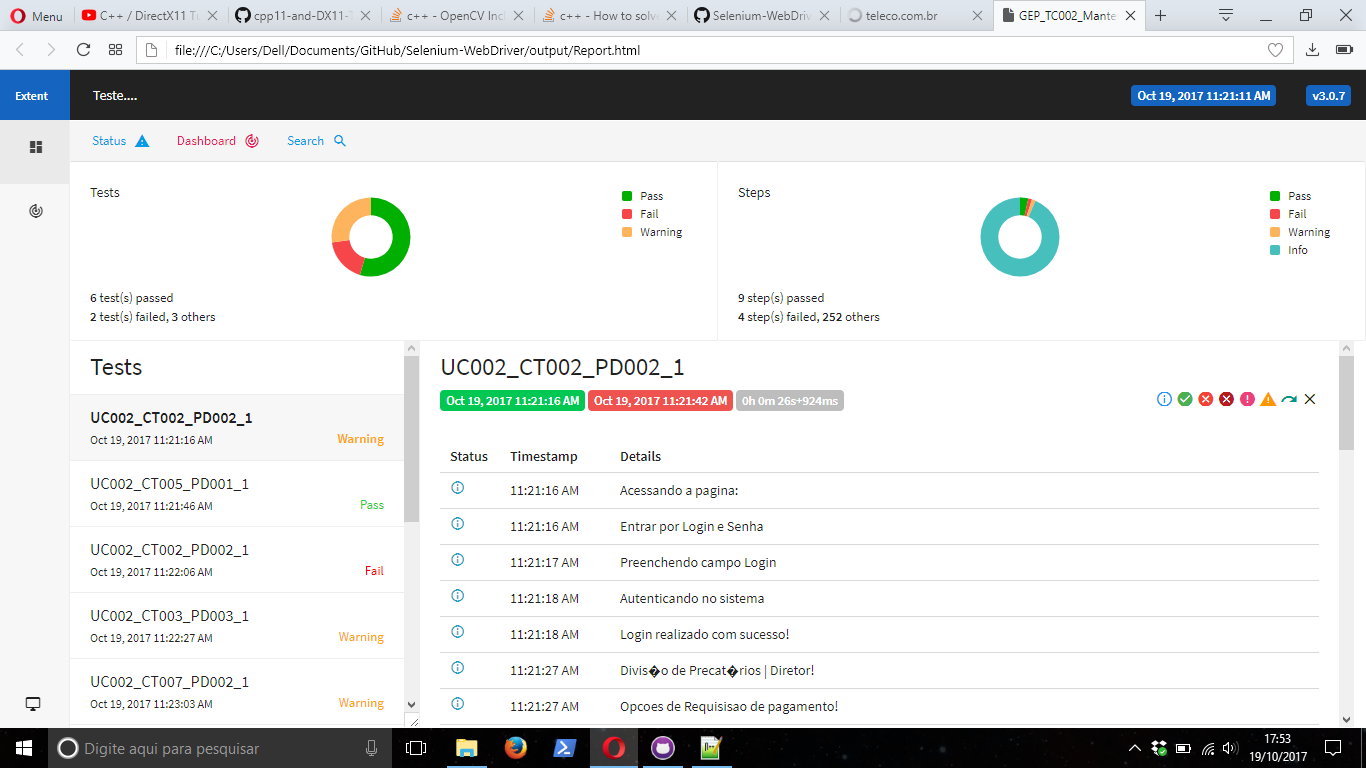 Menu
C++ / DirectX11 Tu
cpp11-and-DX11-T
c++ - OpenCV Incl
c++ - How to solve
Selenium-WebDriv
teleco.com.br
GEP_TC002_Mante
file:///C:/Users/Dell/Documents/GitHub/Selenium-WebDriver/output/Report.html
Extent
Teste....
Oct 19, 2017 11:21:11 AM
v3.0.7
Status
Dashboard
Search
Tests
Pass
Fail
Warning
6 test(s) passed
2 test(s) failed, 3 others
Steps
Pass
Fail
Warning
Info
9 step(s) passed
4 step(s) failed, 252 others
Tests
UC002_CT002_PD002_1
Oct 19, 2017 11:21:16 AM
Warning
UC002_CT005_PD001_1
Oct 19, 2017 11:21:46 AM
Pass
UC002_CT002_PD002_1
Oct 19, 2017 11:22:06 AM
Fail
UC002_CT003_PD003_1
Oct 19, 2017 11:22:27 AM
Warning
UC002_CT007_PD002_1
Oct 19, 2017 11:23:03 AM
Warning
UC002_CT002_PD002_1
Oct 19, 2017 11:21:16 AM
Oct 19, 2017 11:21:42 AM
0h 0m 26s+924ms
Status Timestamp Details
11:21:16 AM Acessando a pagina:
11:21:16 AM Entrar por Login e Senha
11:21:17 AM Preenchendo campo Login
11:21:18 AM Autenticando no sistema
11:21:18 AM Login realizado com sucesso!
11:21:27 AM Divis�o de Precat�rios | Diretor!
11:21:27 AM Opcoes de Requisisao de pagamento!
Digite aqui para pesquisar
17:53
19/10/2017